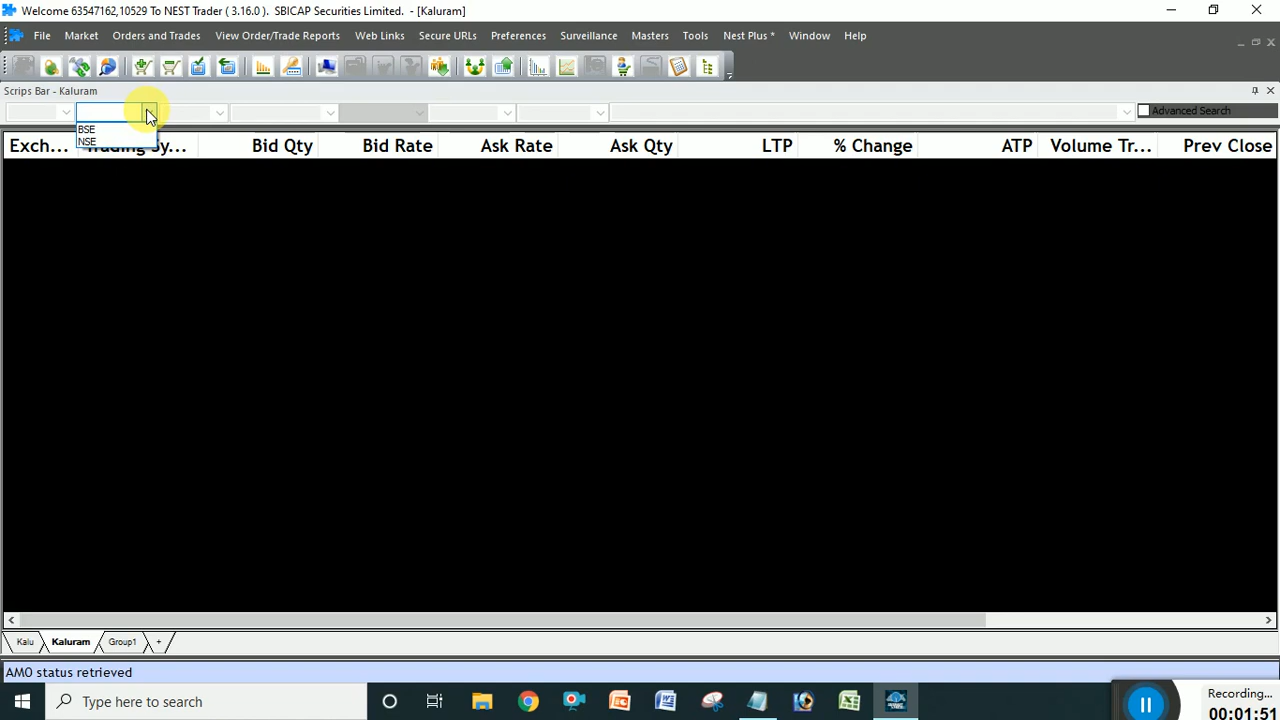 Welcome 63547162,10529 To NEST Trader ( 3.16.0 ). SBICAP Securities Limited. - [Kaluram]
File Market Orders and Trades View Order/Trade Reports Web Links Secure URLs Preferences Surveillance Masters Tools Nest Plus * Window Help
Scrips Bar - Kaluram
Advanced Search
BSE
NSE
Exch... Trading Sy... Bid Qty Bid Rate Ask Rate Ask Qty LTP % Change ATP Volume Tr... Prev Close
Kalu Kaluram Group1 +
AMO status retrieved
Type here to search
Recording...
00:01:51